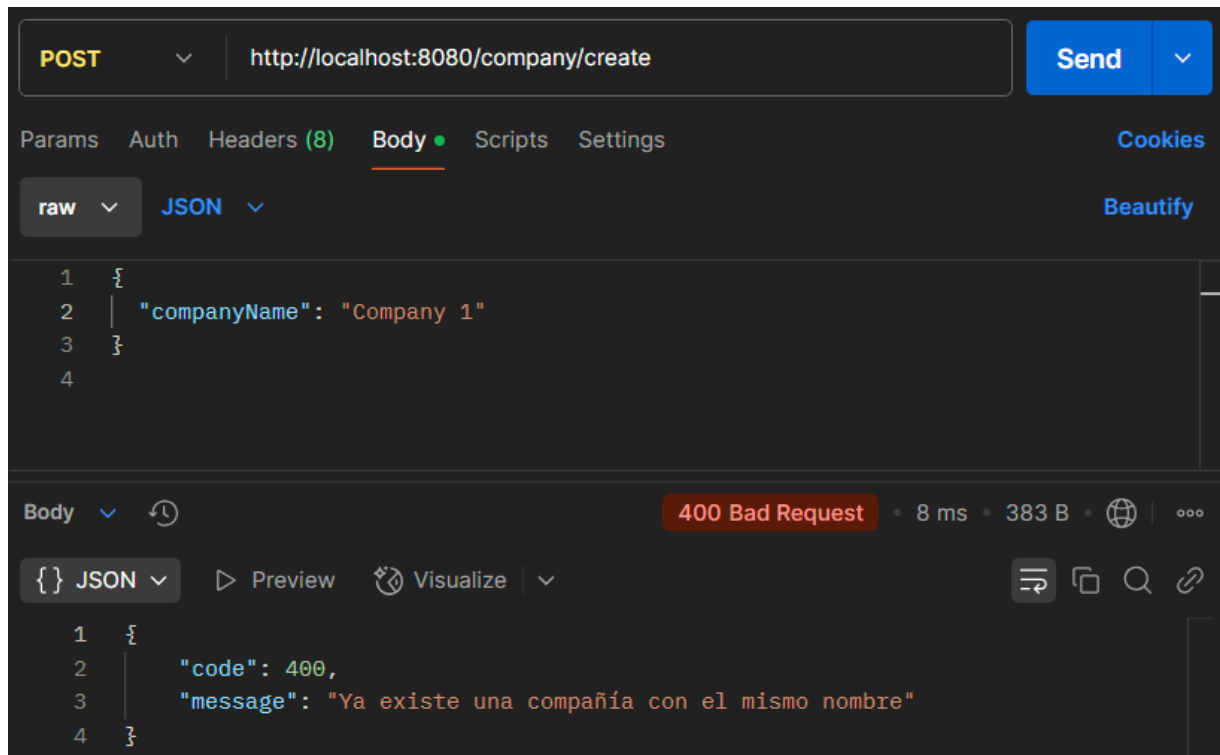 POST http://localhost:8080/company/create Send
Params Auth Headers (8) Body Scripts Settings Cookies
raw JSON Beautify
1 {
2 "companyName": "Company 1"
3 }
4
Body 400 Bad Request • 8 ms • 383 B
{} JSON Preview Visualize
1 {
2 "code": 400,
3 "message": "Ya existe una compañía con el mismo nombre"
4 }